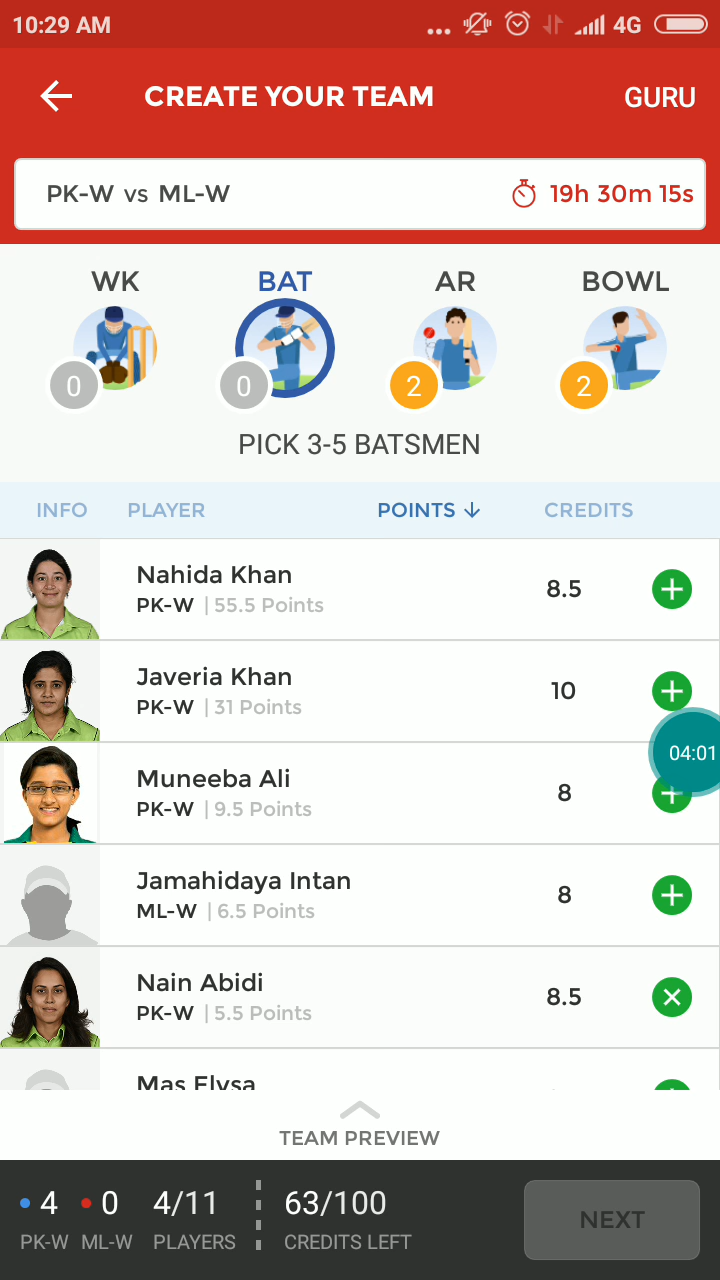 10:29 AM ... 4G
CREATE YOUR TEAM GURU
PK-W vs ML-W 19h 30m 15s
WK BAT AR BOWL
0 0 2 2
PICK 3-5 BATSMEN
INFO PLAYER POINTS ↓ CREDITS
Nahida Khan
PK-W | 55.5 Points 8.5
Javeria Khan
PK-W | 31 Points 10
04:01
Muneeba Ali
PK-W | 9.5 Points 8
Jamahidaya Intan
ML-W | 6.5 Points 8
Nain Abidi
PK-W | 5.5 Points 8.5
Mas Elysa
TEAM PREVIEW
4 0 4/11 63/100
PK-W ML-W PLAYERS CREDITS LEFT
NEXT